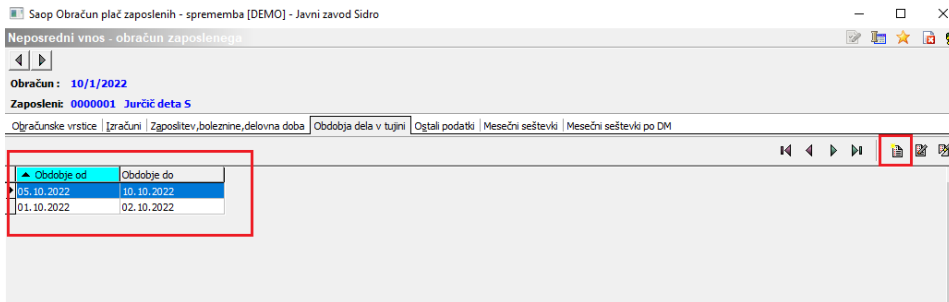 Saop Obračun plač zaposlenih - sprememba [DEMO] - Javni zavod Sidro
Neposredni vnos - obračun zaposlenega
Obračun : 10/1/2022
Zaposleni: 0000001 Jurčič deta S
Obračunske vrstice Izračuni Zaposlitev,boleznine,delovna doba Obdobja dela v tujini Ostali podatki Mesečni seštevki Mesečni seštevki po DM
Obdobje od Obdobje do
05.10.2022 10.10.2022
01.10.2022 02.10.2022